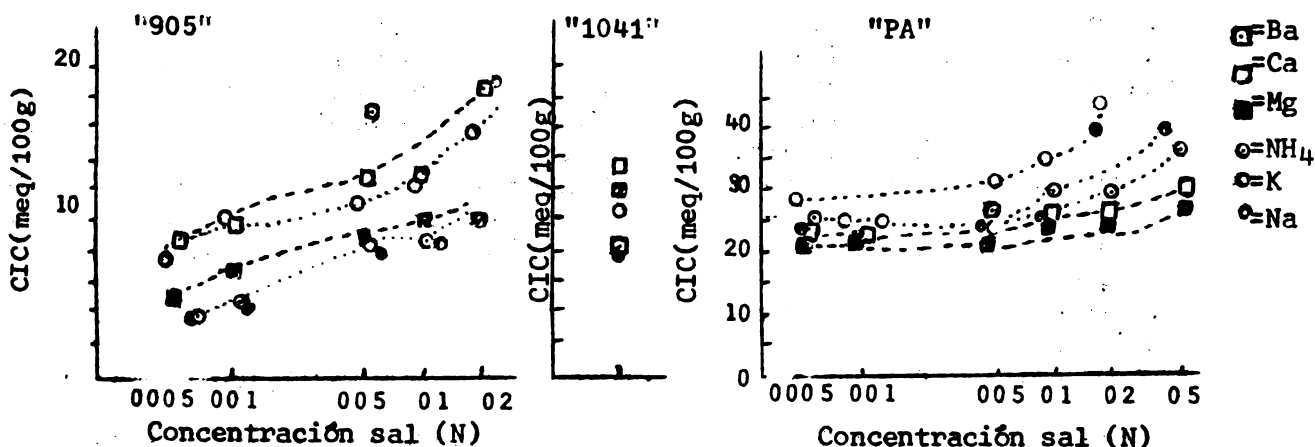 "905"
20
10
CIC(meq/100g)
0005 001 005 01 02
Concentración sal (N)
"1041"
CIC(meq/100g)
"PA"
40
30
20
10
0
CIC(meq/100g)
0005 001 005 01 02 05
Concentración sal (N)
=Ba
=Ca
=Mg
=NH4
=K
=Na